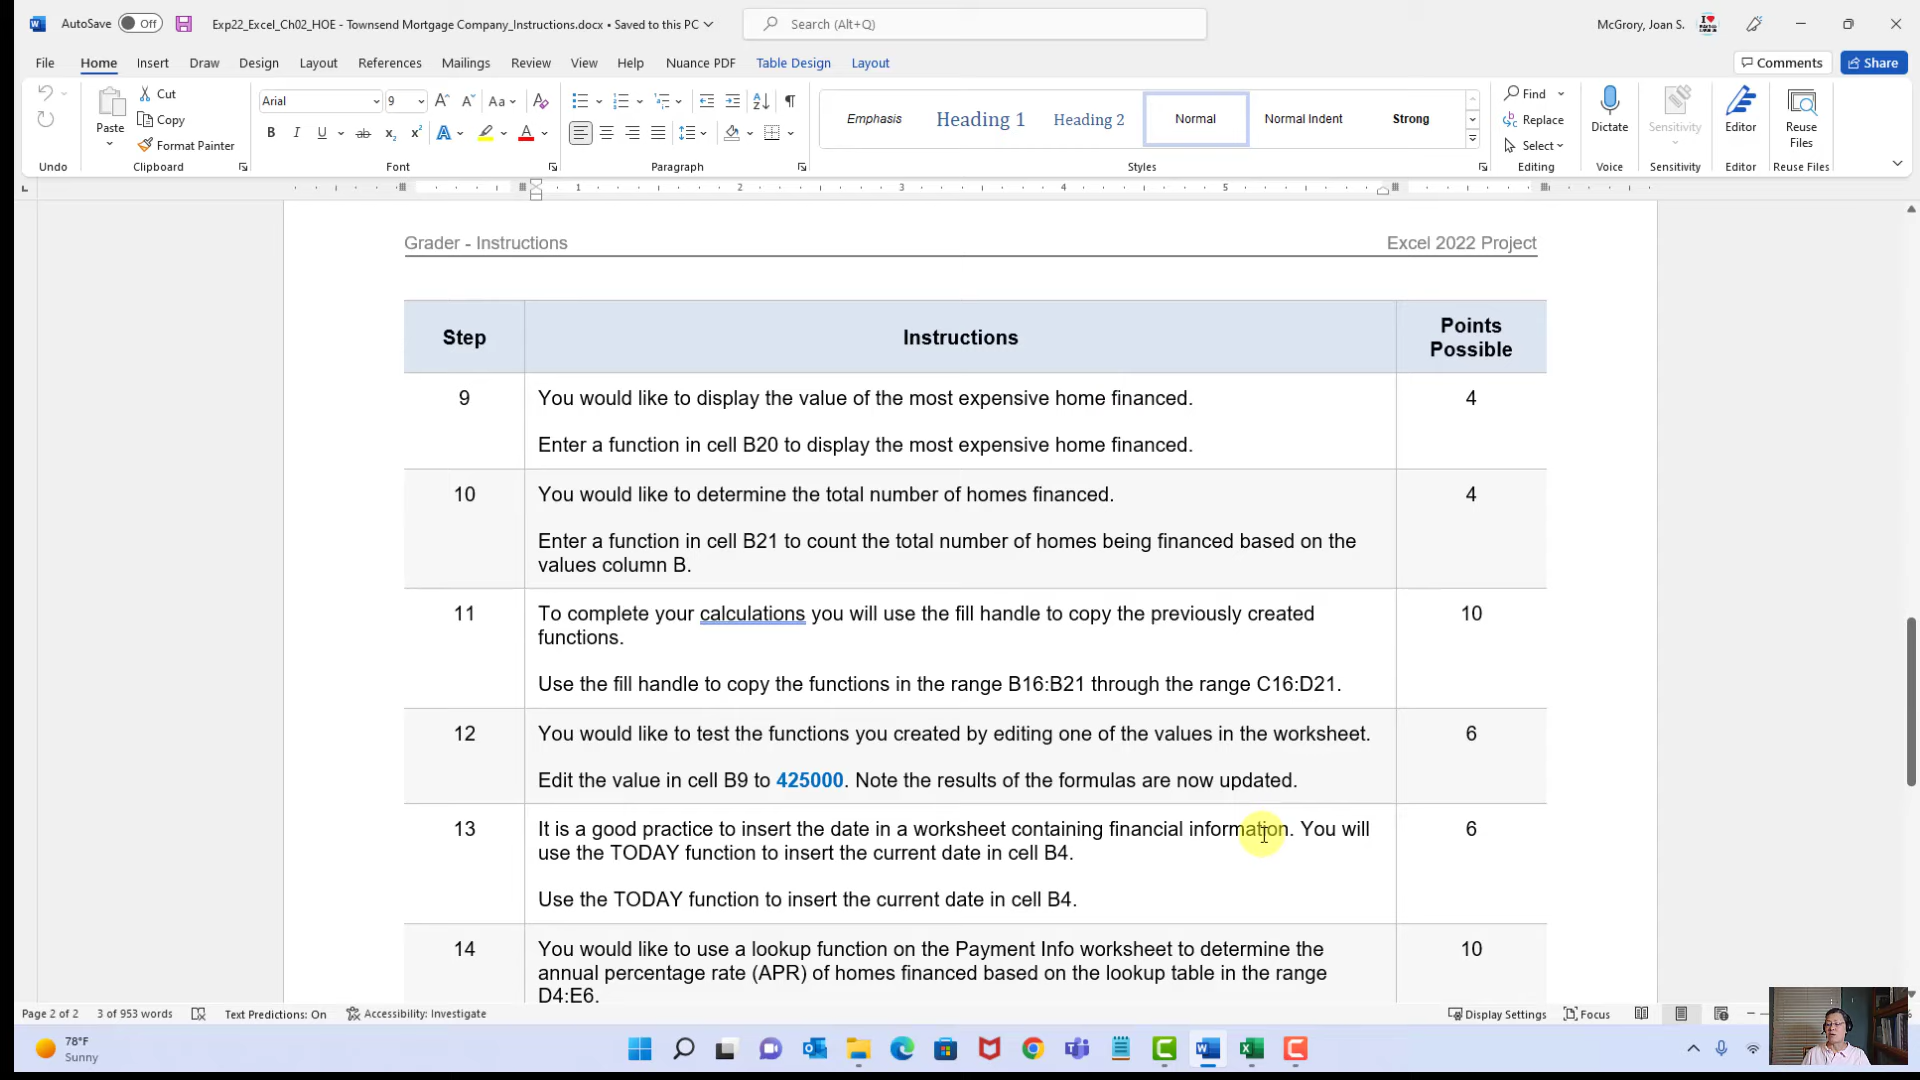 AutoSave Off Exp22_Excel_Ch02_HOE - Townsend Mortgage Company_Instructions.docx • Saved to this PC Search (Alt+Q) McGrory, Joan S.
File Home Insert Draw Design Layout References Mailings Review View Help Nuance PDF Table Design Layout Comments Share
Paste Cut Copy Format Painter
Arial 9 Aa
Emphasis Heading 1 Heading 2 Normal Normal Indent Strong
Find Replace Select
Dictate Sensitivity Editor Reuse Files
Undo Clipboard Font Paragraph Styles Editing Voice Sensitivity Editor Reuse Files
1 2 3 4 5
Grader - Instructions Excel 2022 Project
Step Instructions Points Possible
9 You would like to display the value of the most expensive home financed. 4
Enter a function in cell B20 to display the most expensive home financed.
10 You would like to determine the total number of homes financed. 4
Enter a function in cell B21 to count the total number of homes being financed based on the
values column B.
11 To complete your calculations you will use the fill handle to copy the previously created 10
functions.
Use the fill handle to copy the functions in the range B16:B21 through the range C16:D21.
12 You would like to test the functions you created by editing one of the values in the worksheet. 6
Edit the value in cell B9 to 425000. Note the results of the formulas are now updated.
13 It is a good practice to insert the date in a worksheet containing financial information. You will 6
use the TODAY function to insert the current date in cell B4.
Use the TODAY function to insert the current date in cell B4.
14 You would like to use a lookup function on the Payment Info worksheet to determine the 10
annual percentage rate (APR) of homes financed based on the lookup table in the range
D4:E6.
Page 2 of 2 3 of 953 words Text Predictions: On Accessibility: Investigate Display Settings Focus
78°F
Sunny